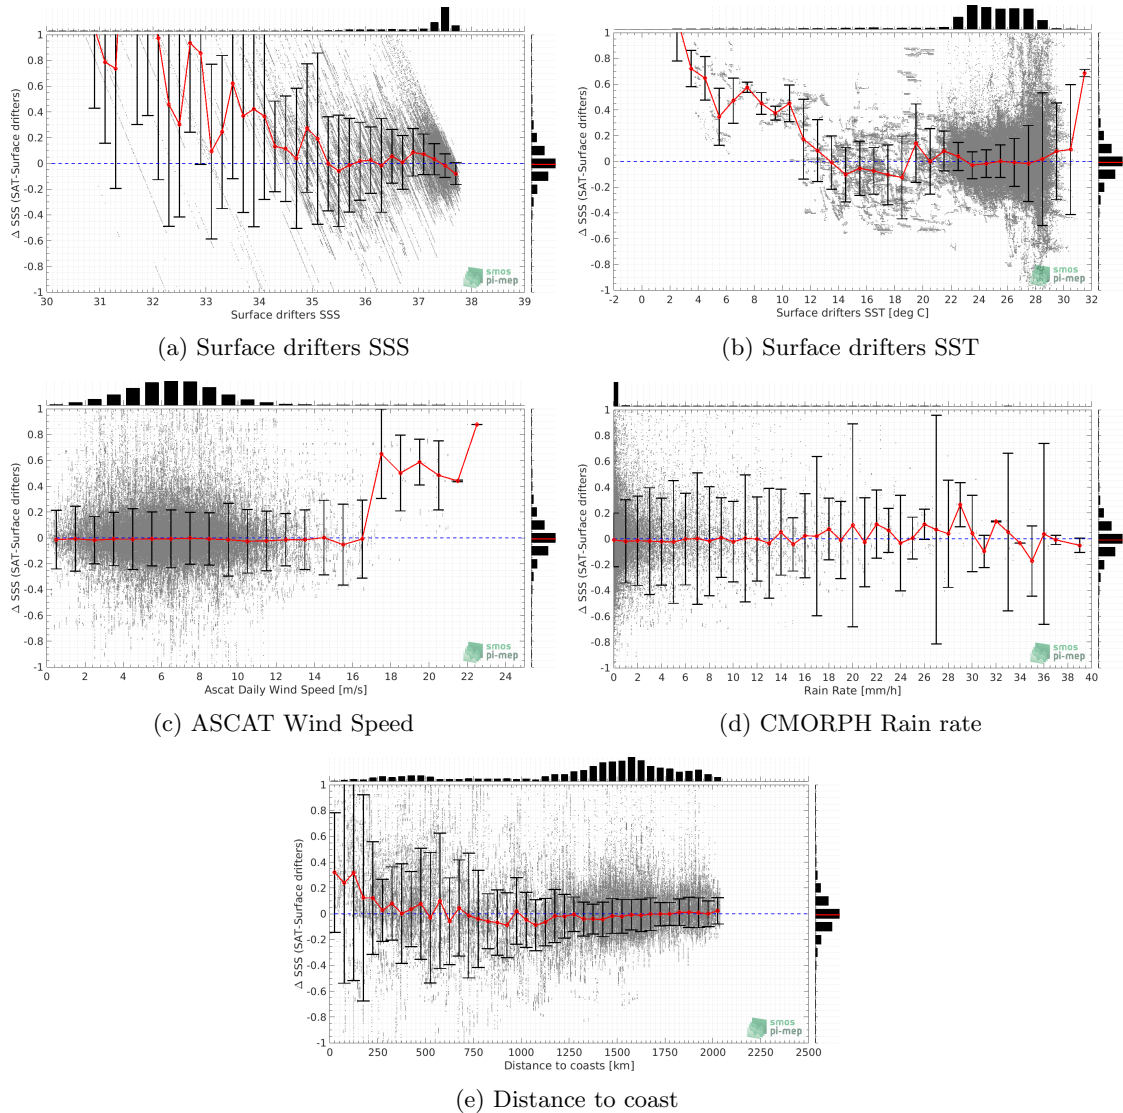 Δ SSS (SAT-Surface drifters)
1
0.8
0.6
0.4
0.2
0
-0.2
-0.4
-0.6
-0.8
-1
smos
pi-mep
30 31 32 33 34 35 36 37 38 39
Surface drifters SSS
(a) Surface drifters SSS
Δ SSS (SAT-Surface drifters)
1
0.8
0.6
0.4
0.2
0
-0.2
-0.4
-0.6
-0.8
-1
smos
pi-mep
-2 0 2 4 6 8 10 12 14 16 18 20 22 24 26 28 30 32
Surface drifters SST [deg C]
(b) Surface drifters SST
Δ SSS (SAT-Surface drifters)
1
0.8
0.6
0.4
0.2
0
-0.2
-0.4
-0.6
-0.8
-1
smos
pi-mep
0 2 4 6 8 10 12 14 16 18 20 22 24
Ascat Daily Wind Speed [m/s]
(c) ASCAT Wind Speed
Δ SSS (SAT-Surface drifters)
1
0.8
0.6
0.4
0.2
0
-0.2
-0.4
-0.6
-0.8
-1
smos
pi-mep
0 2 4 6 8 10 12 14 16 18 20 22 24 26 28 30 32 34 36 38 40
Rain Rate [mm/h]
(d) CMORPH Rain rate
Δ SSS (SAT-Surface drifters)
1
0.8
0.6
0.4
0.2
0
-0.2
-0.4
-0.6
-0.8
-1
smos
pi-mep
0 250 500 750 1000 1250 1500 1750 2000 2250 2500
Distance to coasts [km]
(e) Distance to coast